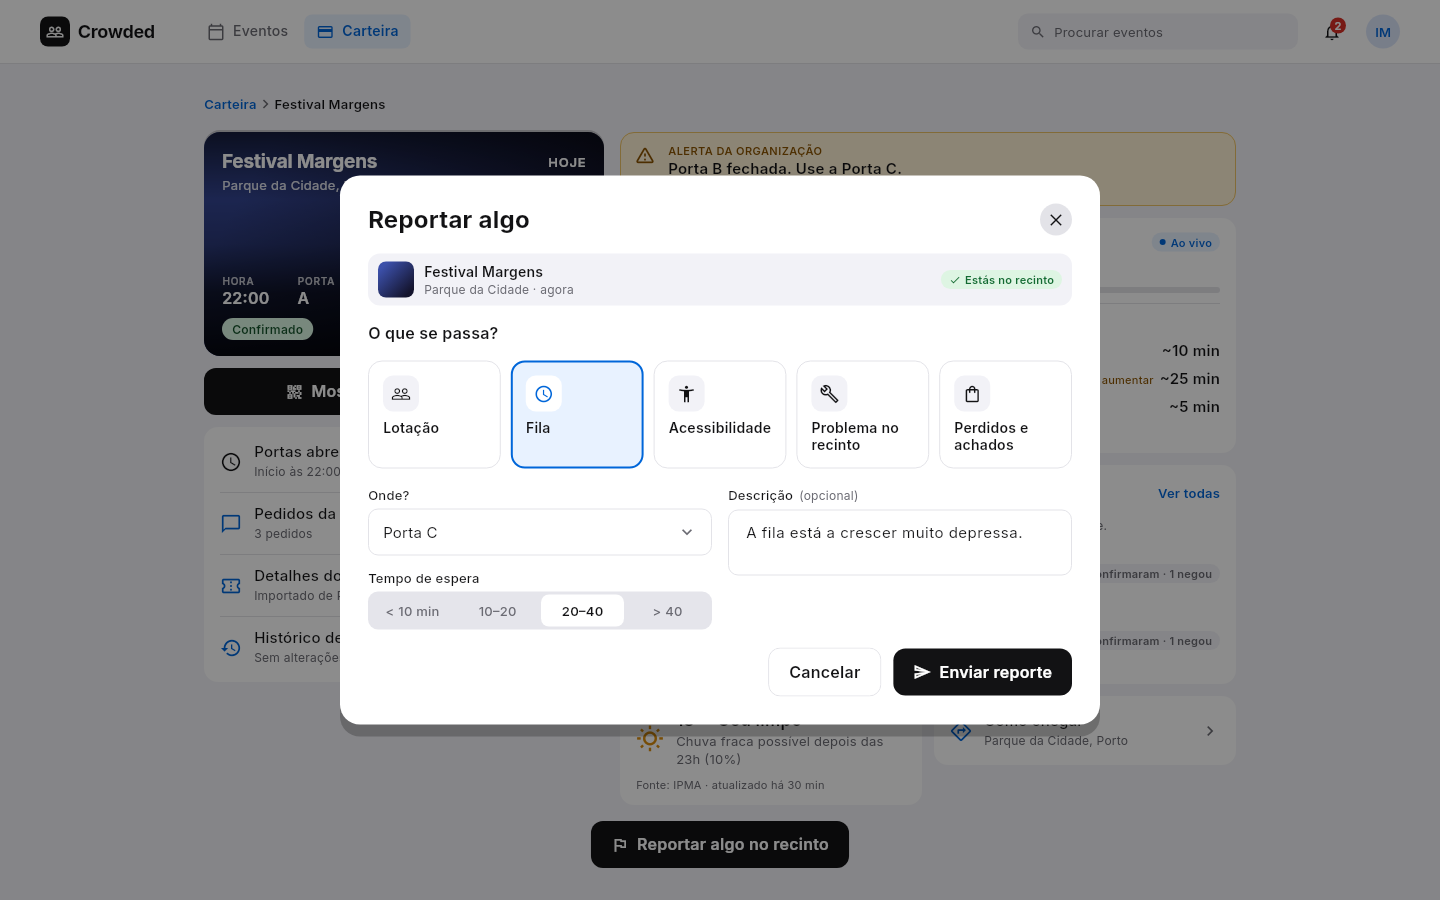 Crowded
Eventos
Carteira
Procurar eventos
2
IM
Carteira > Festival Margens
Festival Margens
HOJE
Parque da Cidade,
HORA
PORTA
22:00
A
Confirmado
ALERTA DA ORGANIZAÇÃO
Porta B fechada. Use a Porta C.
Ao vivo
~10 min
aumentar ~25 min
~5 min
Portas abre
Início às 22:00
Pedidos da
3 pedidos
Detalhes do
Importado de
Histórico de
Sem alteraçõe
Ver todas
nfirmaram · 1 negou
nfirmaram · 1 negou
Reportar algo
Festival Margens
Parque da Cidade · agora
Estás no recinto
O que se passa?
Lotação
Fila
Acessibilidade
Problema no
recinto
Perdidos e
achados
Onde?
Porta C
Descrição (opcional)
A fila está a crescer muito depressa.
Tempo de espera
< 10 min
10–20
20–40
> 40
Cancelar
Enviar reporte
Chuva fraca possível depois das
23h (10%)
Fonte: IPMA · atualizado há 30 min
Parque da Cidade, Porto
Reportar algo no recinto